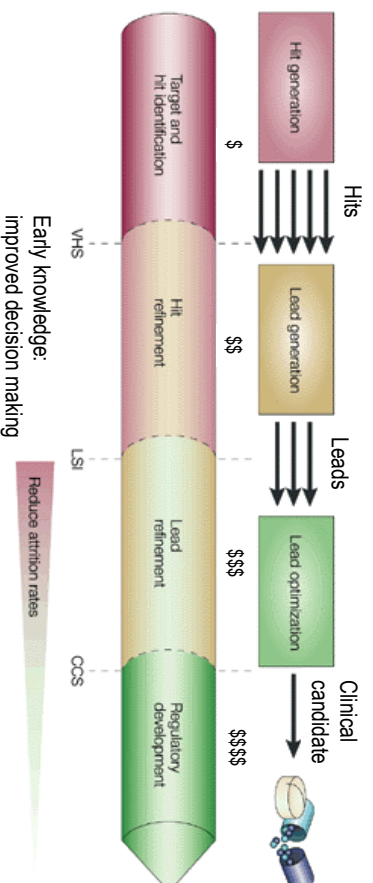 Hits
Leads
Clinical
candidate
Hit generation
Lead generation
Lead optimization
$
$$
$$$
$$$$
Target and
hit identification
Hit
refinement
Lead
refinement
Regulatory
development
VHS
LSI
CCS
Early knowledge:
improved decision making
Reduce attrition rates